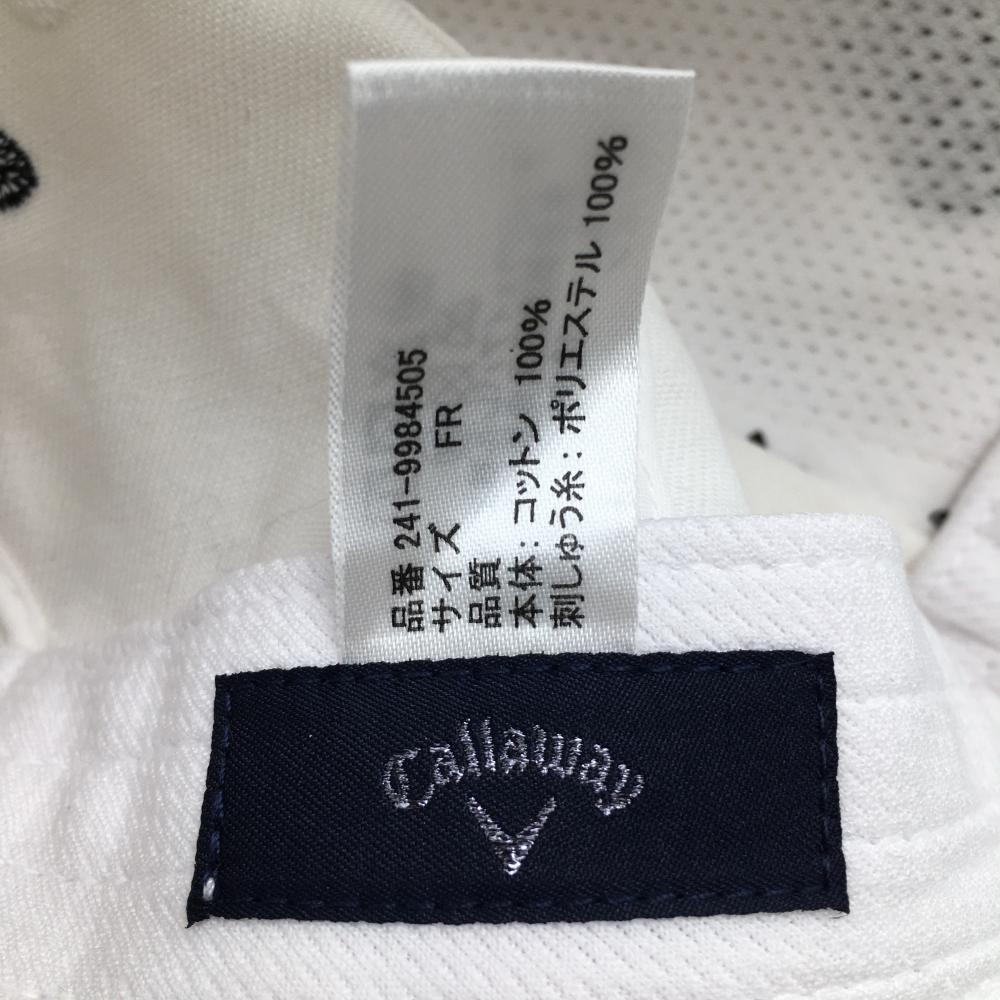 品番 241-9984505
サイズ FR
品質
本体：コットン 100%
刺しゅう糸：ポリエステル 100%
Callaway